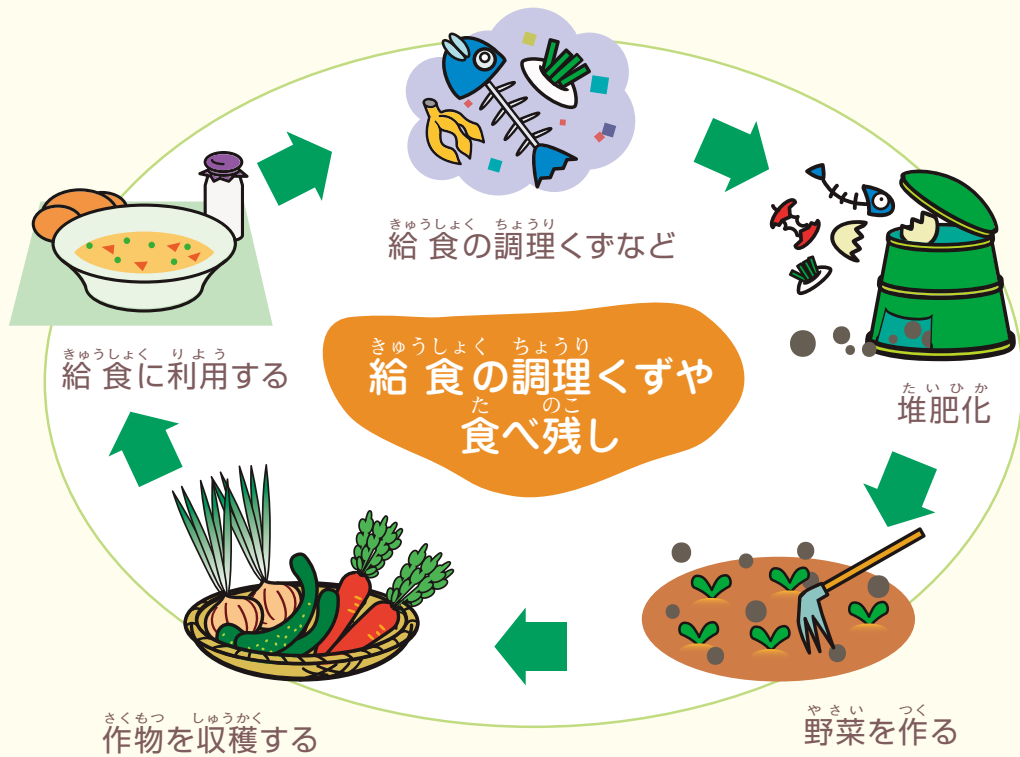 きゅうしょく ちょうり
給食の調理くずなど
たいひか
堆肥化
やさい つく
野菜を作る
さくもつ しゅうかく
作物を収穫する
きゅうしょく りよう
給食に利用する
きゅうしょく ちょうり
給食の調理くずや
た のこ
食べ残し